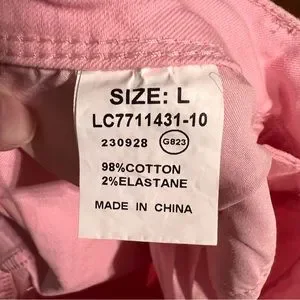 SIZE: L
LC7711431-10
230928 G823
98%COTTON
2%ELASTANE
MADE IN CHINA